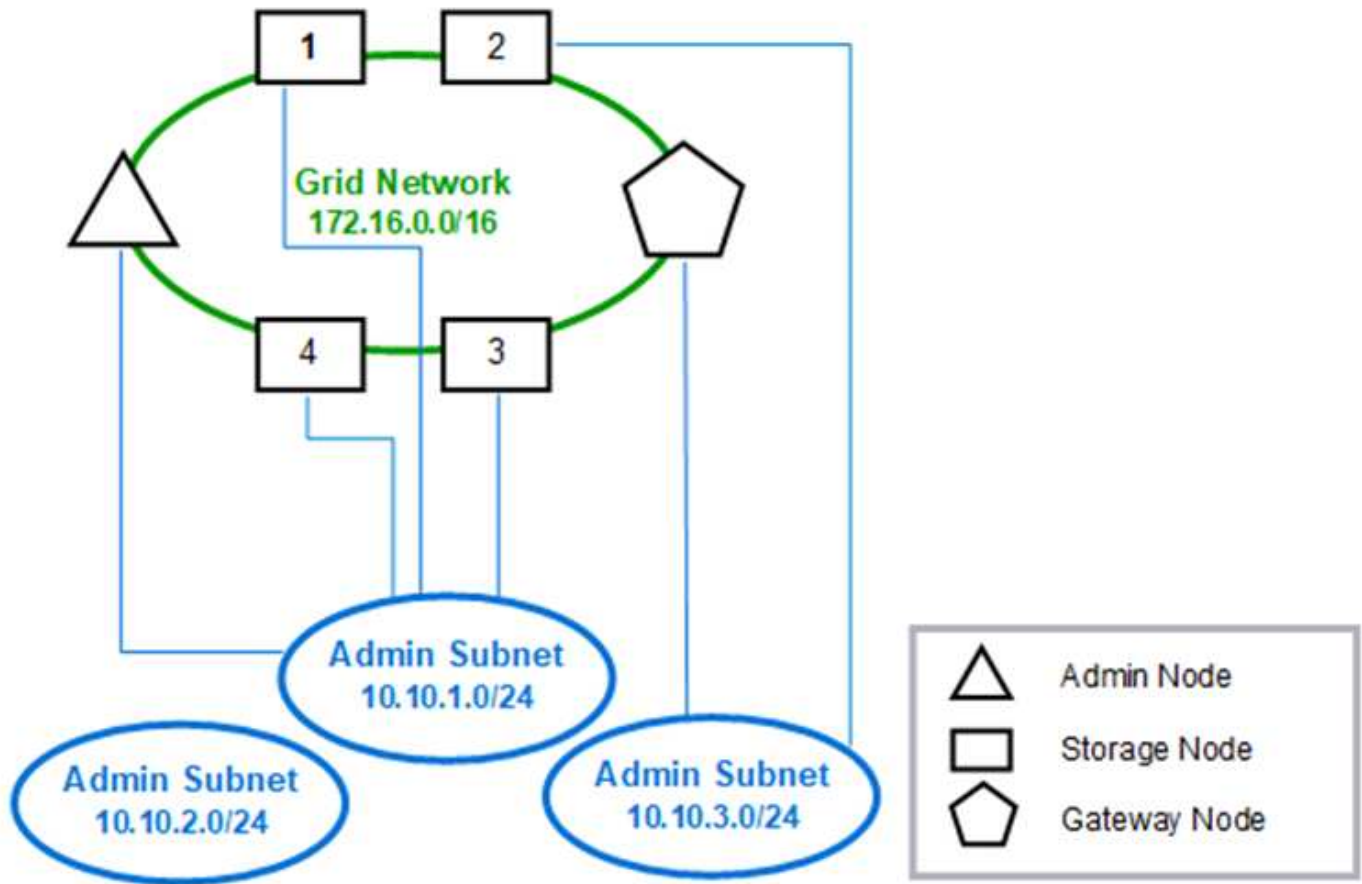 1
2
Grid Network
172.16.0.0/16
4
3
Admin Subnet
10.10.1.0/24
Admin Subnet
10.10.2.0/24
Admin Subnet
10.10.3.0/24
Admin Node
Storage Node
Gateway Node